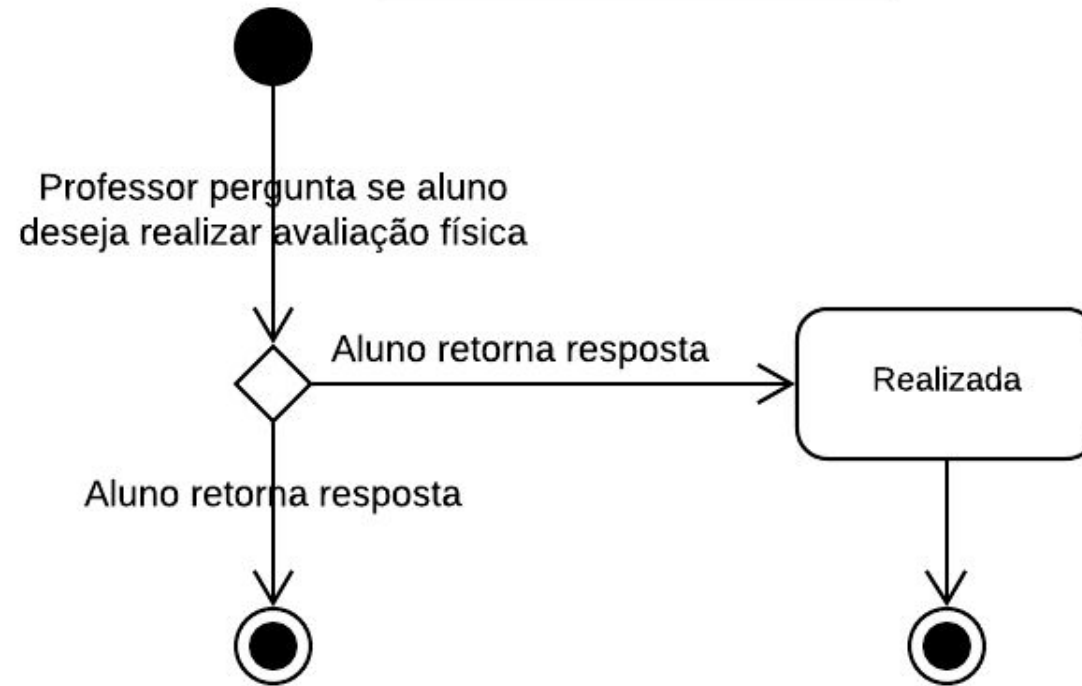 Professor pergunta se aluno
deseja realizar avaliação física
Aluno retorna resposta
Realizada
Aluno retorna resposta